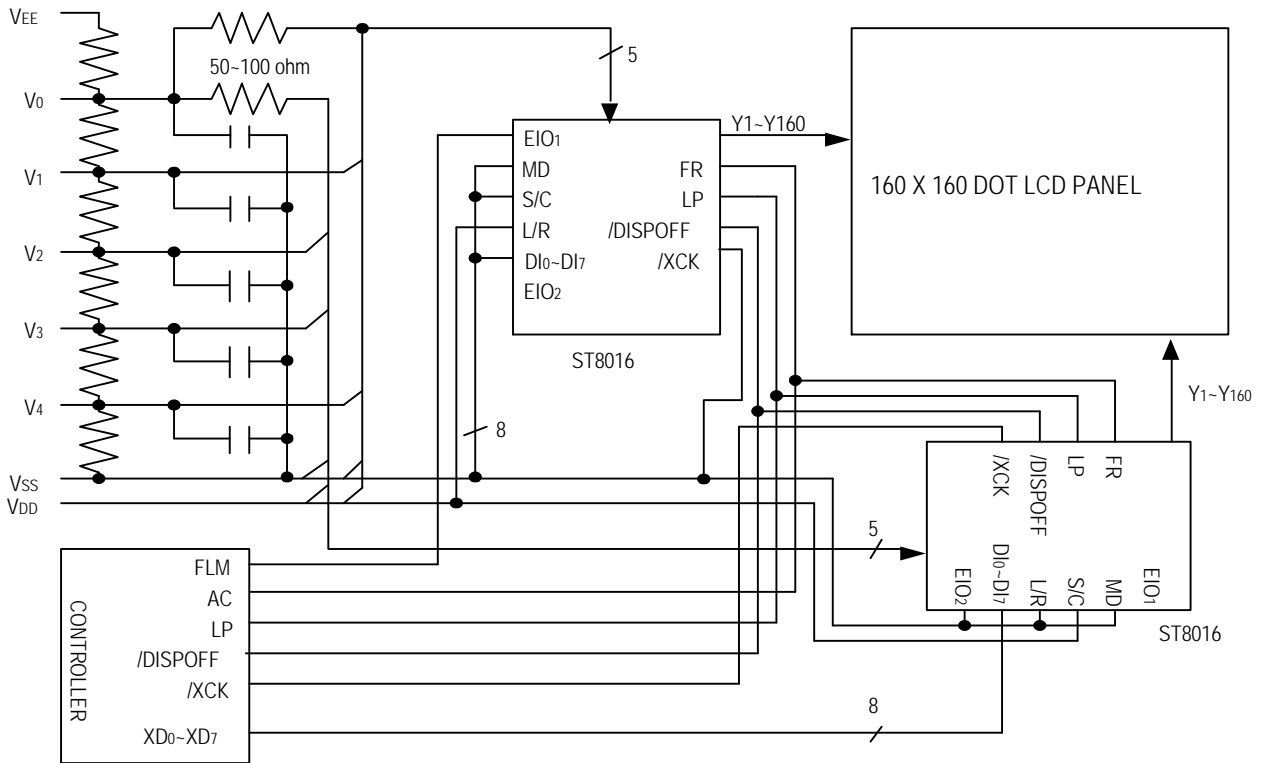 VEE
50~100 ohm
V0
V1
V2
V3
V4
VSS
VDD
5
EIO1
MD
S/C
L/R
DI0~DI7
EIO2
FR
LP
/DISPOFF
/XCK
ST8016
Y1~Y160
160 X 160 DOT LCD PANEL
8
Y1~Y160
/XCK
/DISPOFF
LP
FR
5
EIO2
DI0~DI7
L/R
S/C
MD
EIO1
ST8016
CONTROLLER
FLM
AC
LP
/DISPOFF
/XCK
XD0~XD7
8